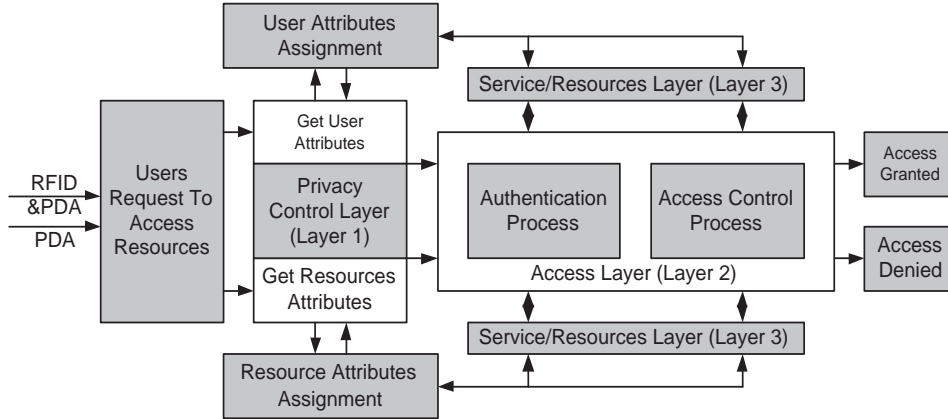 User Attributes
Assignment
Service/Resources Layer (Layer 3)
Get User
Attributes
Users
Request To
Access
Resources
RFID
&PDA
PDA
Privacy
Control Layer
(Layer 1)
Get Resources
Attributes
Authentication
Process
Access Control
Process
Access Layer (Layer 2)
Access
Granted
Access
Denied
Service/Resources Layer (Layer 3)
Resource Attributes
Assignment